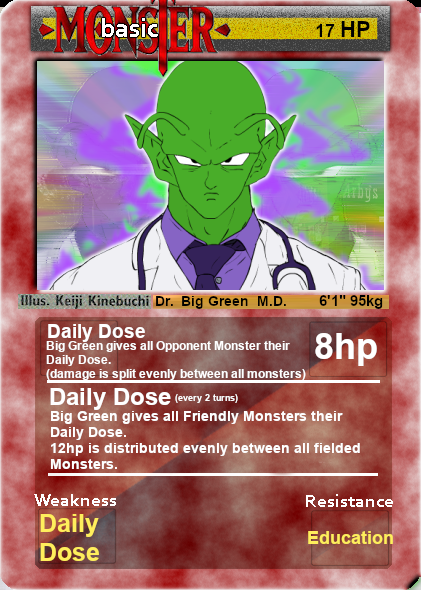 MONSTER
basic
17 HP
Arbys
Illus. Keiji Kinebuchi Dr. Big Green M.D. 6'1" 95kg
Daily Dose
Big Green gives all Opponent Monster their
Daily Dose.
(damage is split evenly between all monsters)
8hp
Daily Dose (every 2 turns)
Big Green gives all Friendly Monsters their
Daily Dose.
12hp is distributed evenly between all fielded
Monsters.
Weakness
Resistance
Daily
Dose
Education